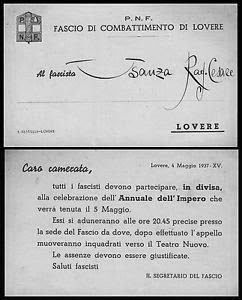 P. N. F.
FASCIO DI COMBATTIMENTO DI LOVERE
P N F
Al fascista Rag. Cesare
LOVERE
Caro camerata,
Lovere, 4 Maggio 1937-XV.
tutti i fascisti devono partecipare, in divisa,
alla celebrazione dell'Annuale dell'Impero che
verrà tenuta il 5 Maggio.
Essi si aduneranno alle ore 20.45 precise presso
la sede del Fascio da dove, dopo effettuato l'appello
muoveranno inquadrati verso il Teatro Nuovo.
Le assenze devono essere giustificate.
Saluti fascisti
IL SEGRETARIO DEL FASCIO